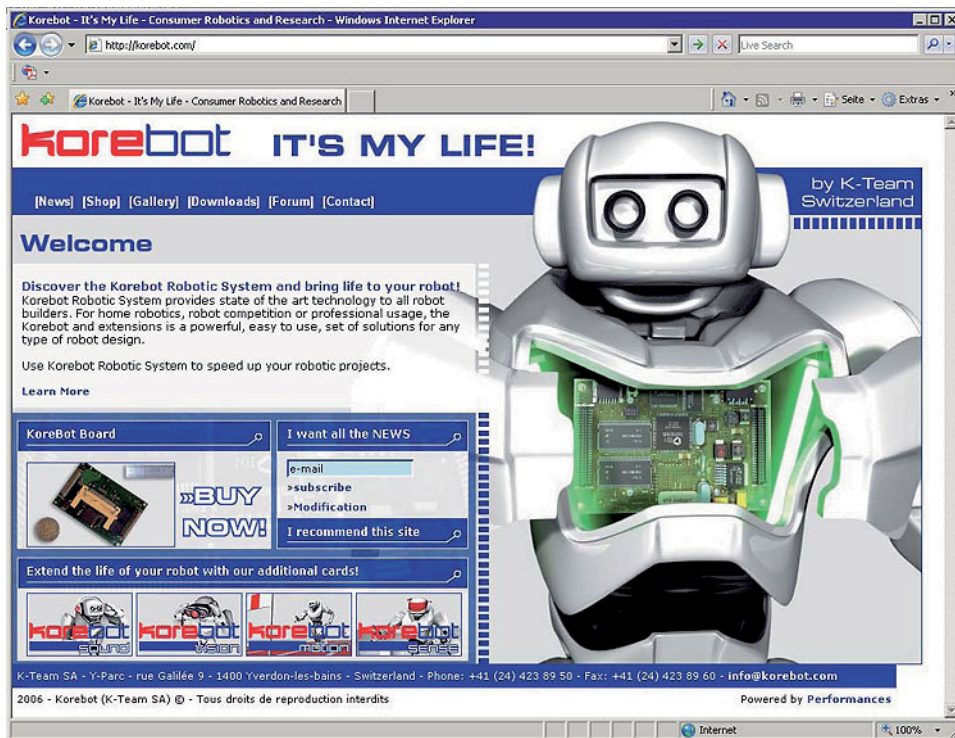 Korebot - It's My Life - Consumer Robotics and Research - Windows Internet Explorer
http://korebot.com/
Live Search
Korebot - It's My Life - Consumer Robotics and Research
Seite
Extras
korebot IT'S MY LIFE!
by K-Team
Switzerland
[News] [Shop] [Gallery] [Downloads] [Forum] [Contact]
Welcome
Discover the Korebot Robotic System and bring life to your robot!
Korebot Robotic System provides state of the art technology to all robot
builders. For home robotics, robot competition or professional usage, the
Korebot and extensions is a powerful, easy to use, set of solutions for any
type of robot design.
Use Korebot Robotic System to speed up your robotic projects.
Learn More
KoreBot Board
»BUY
NOW!
I want all the NEWS
e-mail
»subscribe
»Modification
I recommend this site
Extend the life of your robot with our additional cards!
korebot
sound
korebot
vision
korebot
motion
korebot
sense
K-Team SA - Y-Parc - rue Galilée 9 - 1400 Yverdon-les-bains - Switzerland - Phone: +41 (24) 423 89 50 - Fax: +41 (24) 423 89 60 - info@korebot.com
2006 - Korebot (K-Team SA) © - Tous droits de reproduction interdits
Powered by Performances
Internet
100%